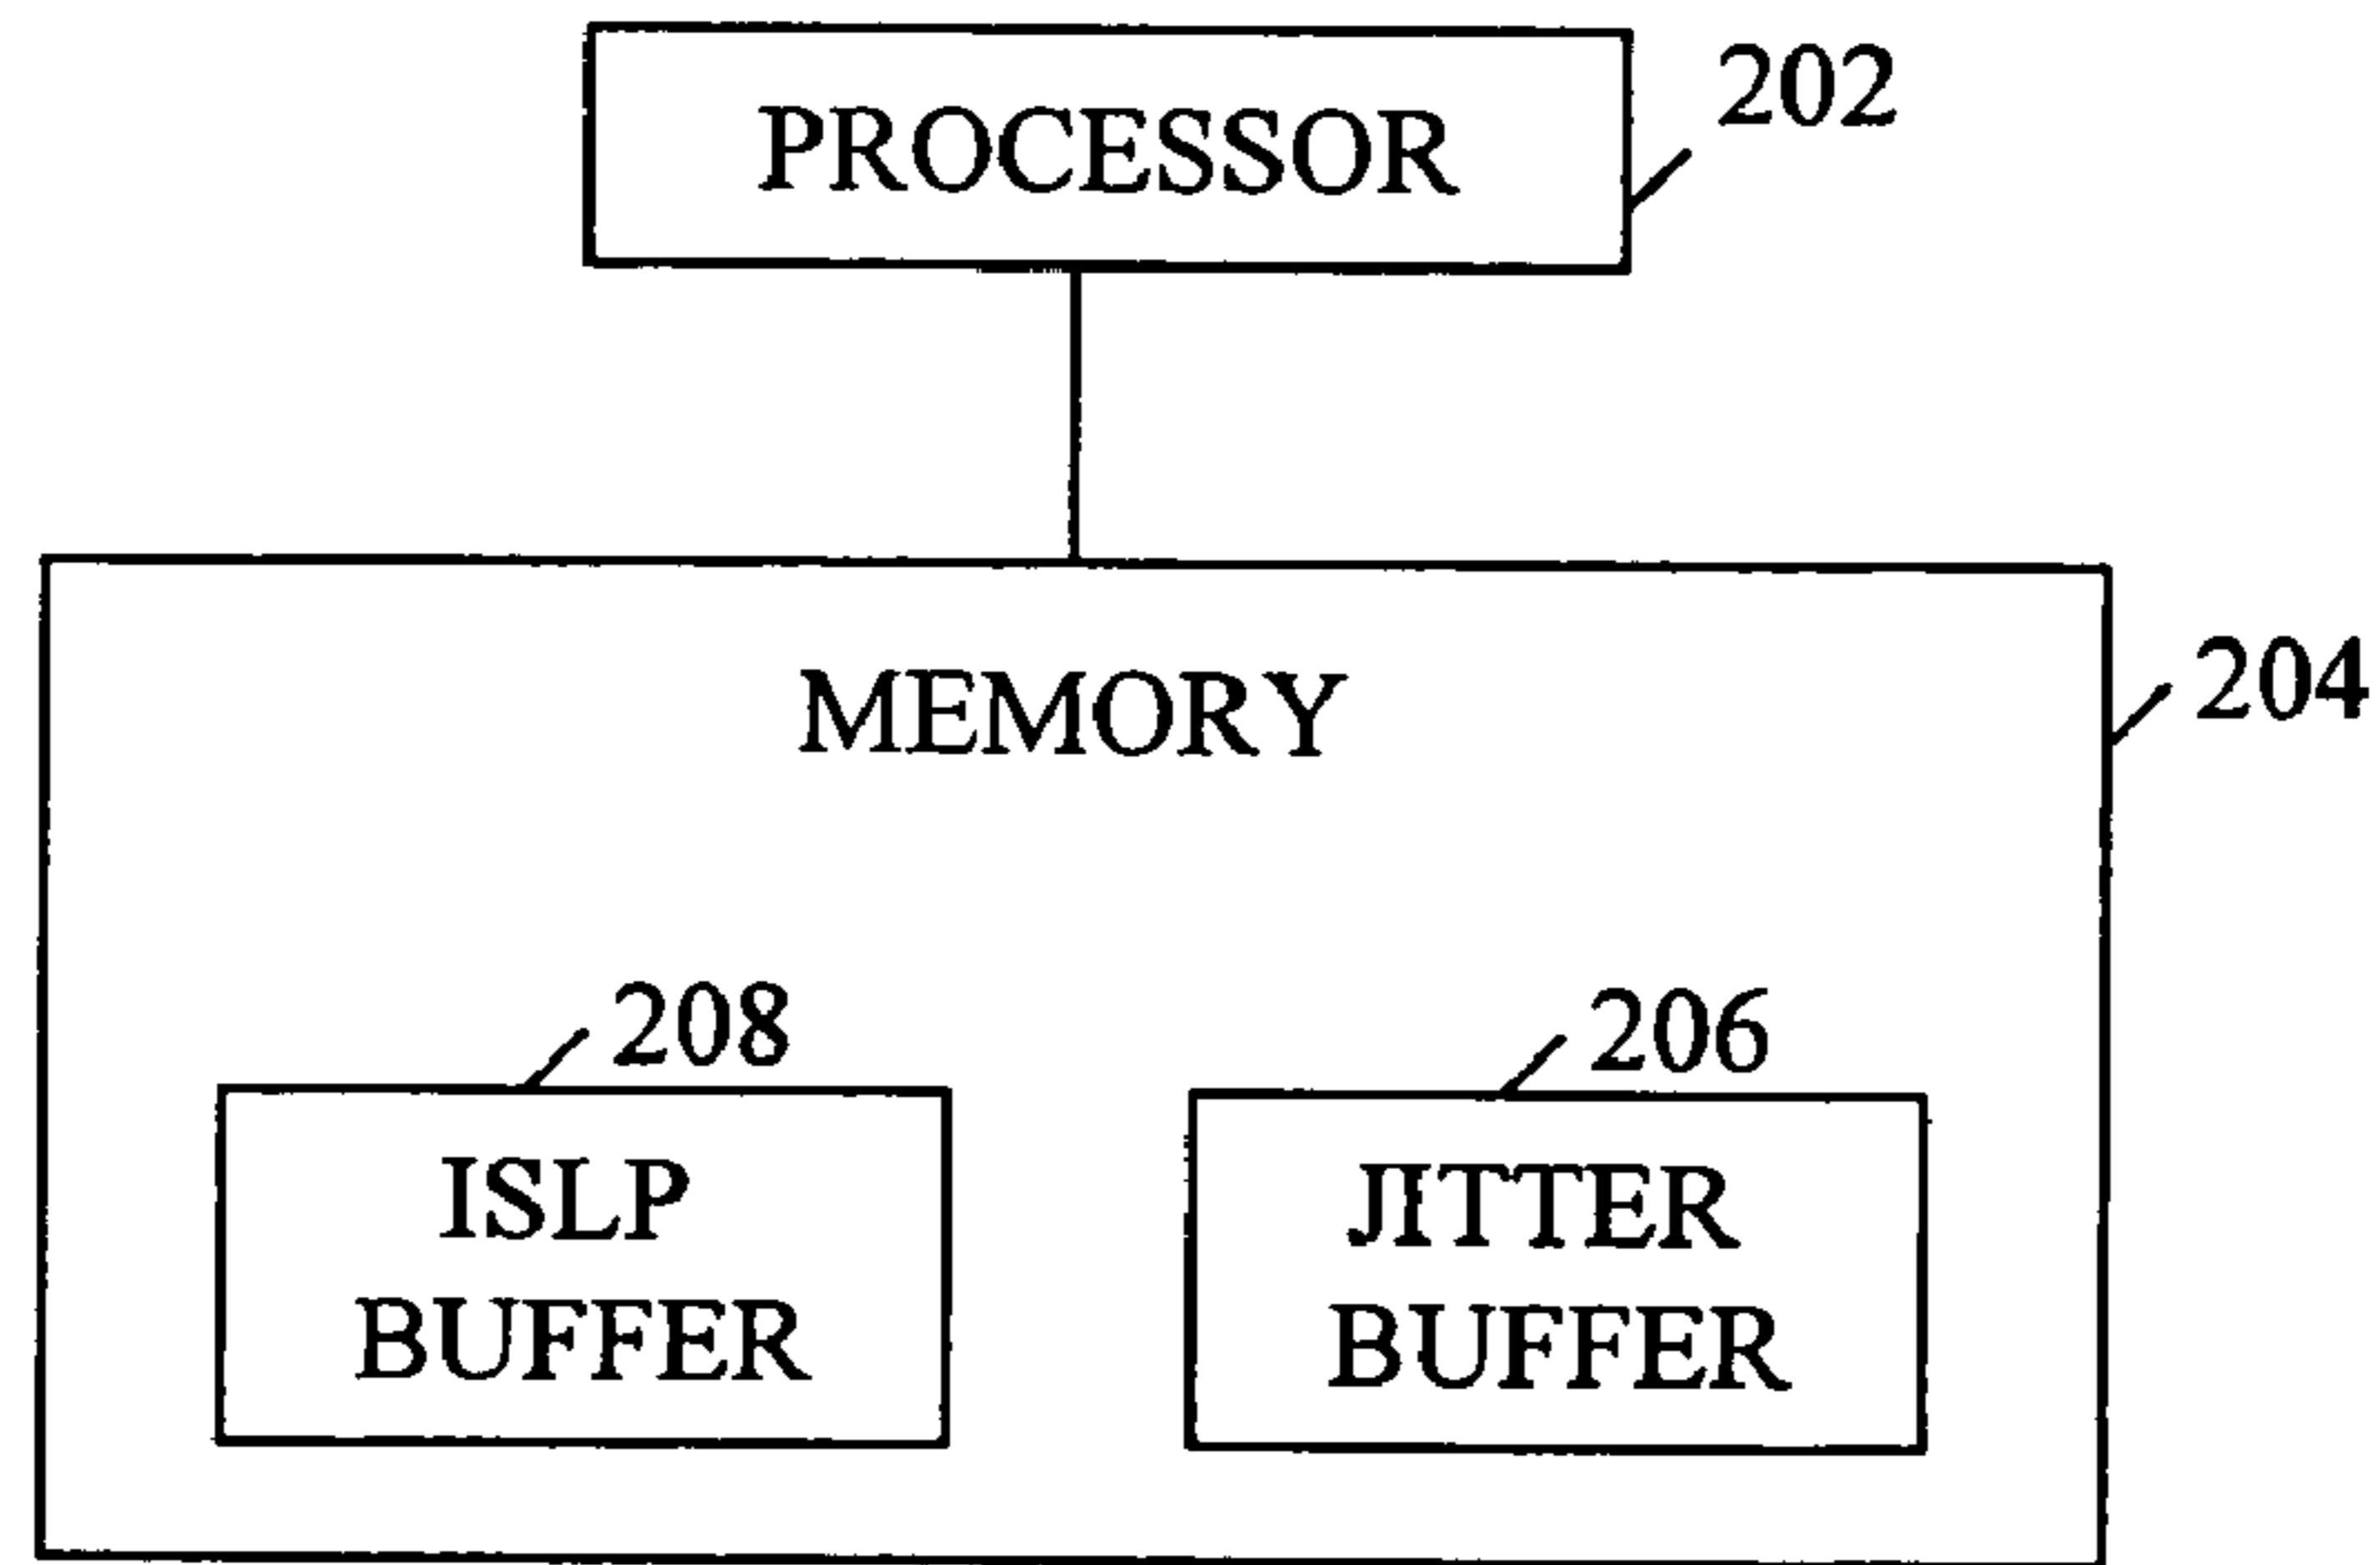 PROCESSOR
202
MEMORY
204
208
206
ISLP
BUFFER
JITTER
BUFFER